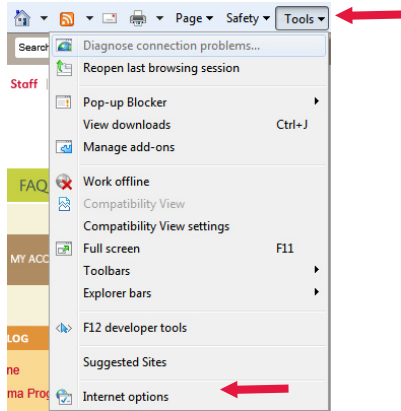 Page Safety Tools
Search
Diagnose connection problems...
Reopen last browsing session
Staff
Pop-up Blocker
View downloads Ctrl+J
Manage add-ons
FAQ
Work offline
Compatibility View
Compatibility View settings
MY ACC
Full screen F11
Toolbars
Explorer bars
F12 developer tools
LOG
Suggested Sites
ne
ma Prog
Internet options